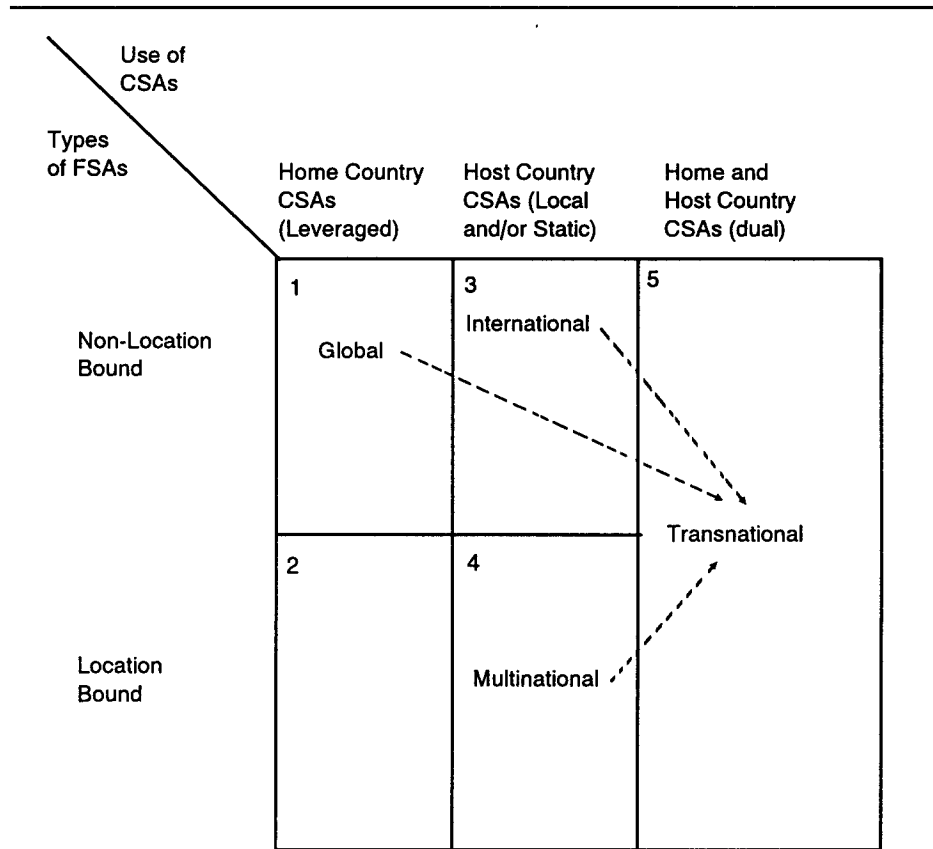 Use of
CSAs
Types
of FSAs
Home Country
CSAs
(Leveraged)
Host Country
CSAs (Local
and/or Static)
Home and
Host Country
CSAs (dual)
Non-Location
Bound
1
Global
3
International
5
Transnational
Location
Bound
2
4
Multinational